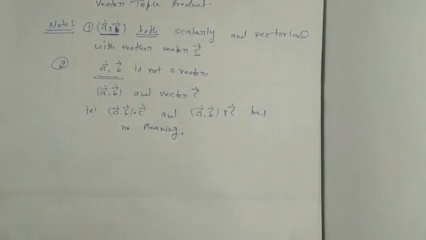 Vector Triple Product.
Note: ① (a⃗×b⃗) both scalarly and vectorial
with another vector c⃗
② a⃗. b⃗ is not a vector
(a⃗.b⃗) and vector c⃗
(a⃗.b⃗)•c⃗ and (a⃗.b⃗)×c⃗ has
no Meaning.